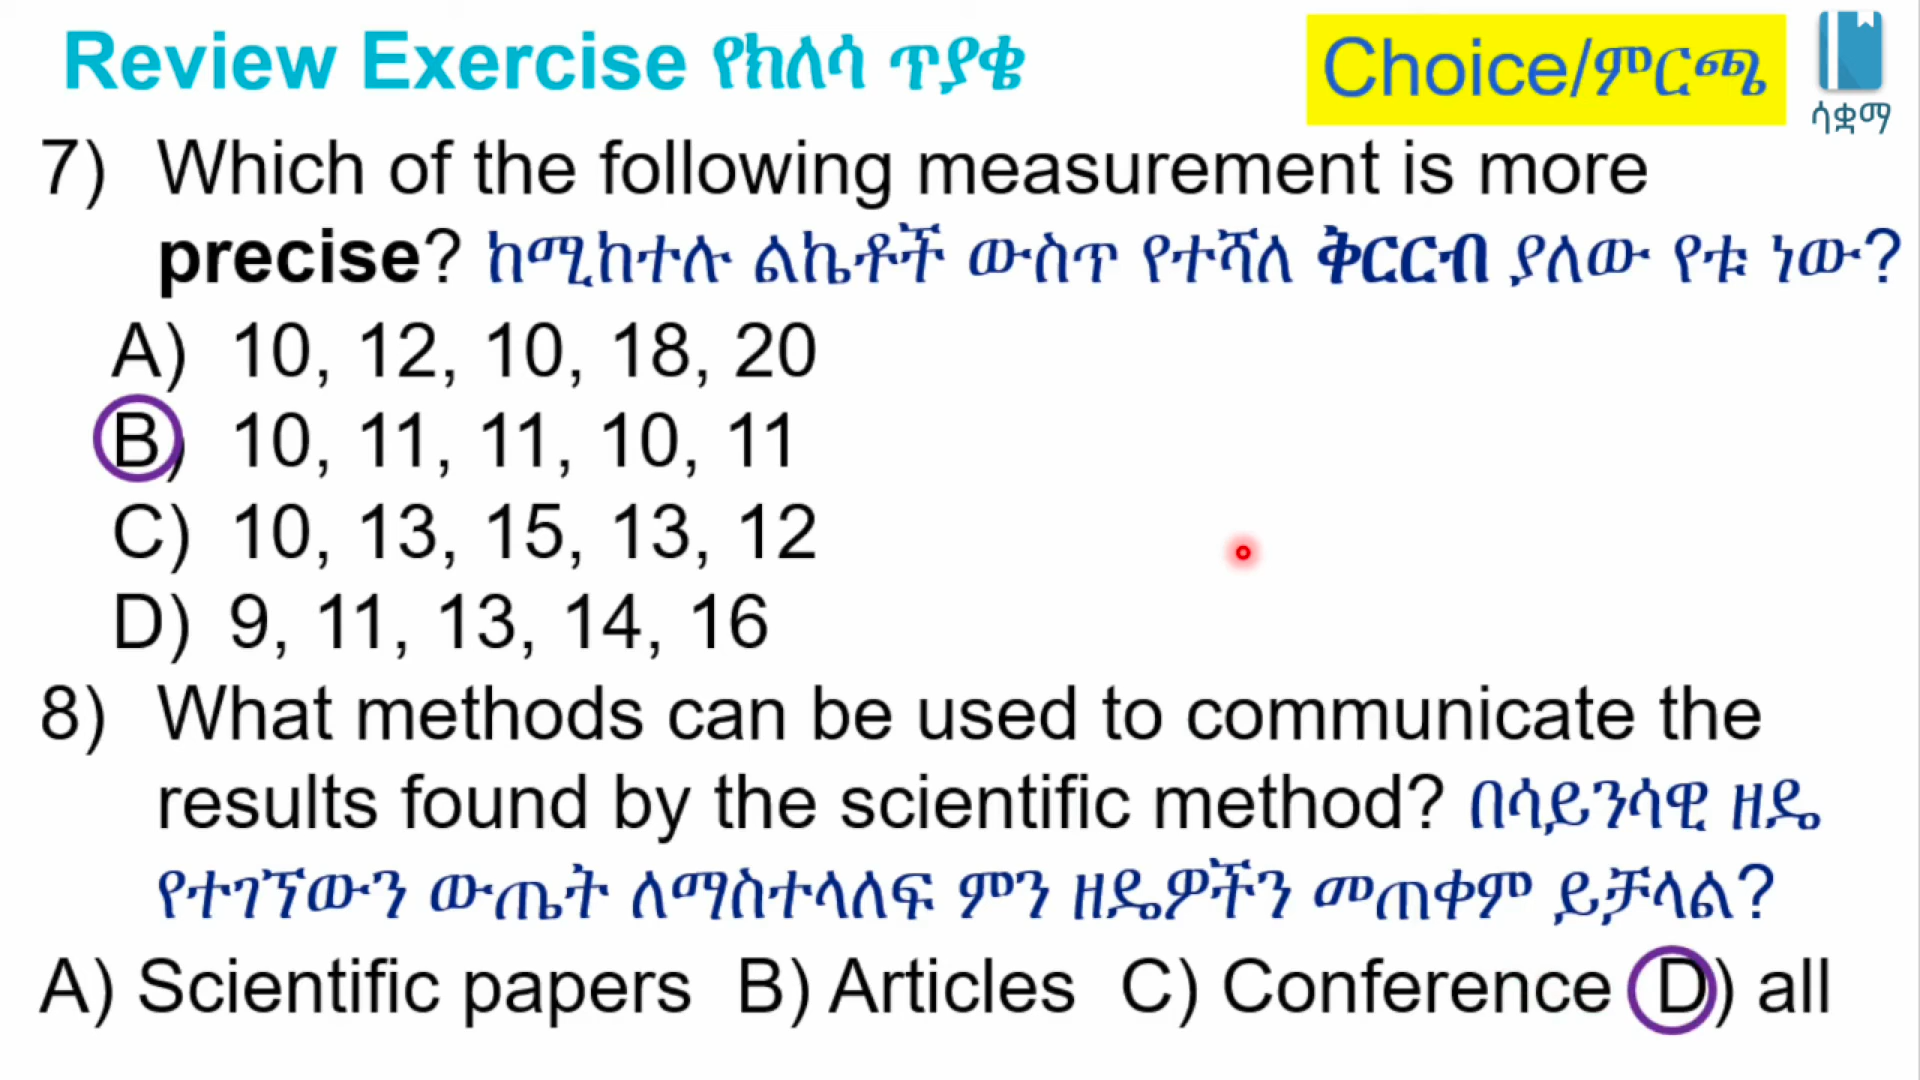 Review Exercise የክለሳ ጥያቄ
Choice/ምርጫ
ሳቋማ
7) Which of the following measurement is more
precise? ከሚከተሉ ልኬቶች ውስጥ የተሻለ ቅርርብ ያለው የቱ ነው?
A) 10, 12, 10, 18, 20
B) 10, 11, 11, 10, 11
C) 10, 13, 15, 13, 12
D) 9, 11, 13, 14, 16
8) What methods can be used to communicate the
results found by the scientific method? በሳይንሳዊ ዘዴ
የተገኘውን ውጤት ለማስተላለፍ ምን ዘዴዎችን መጠቀም ይቻላል?
A) Scientific papers B) Articles C) Conference D) all